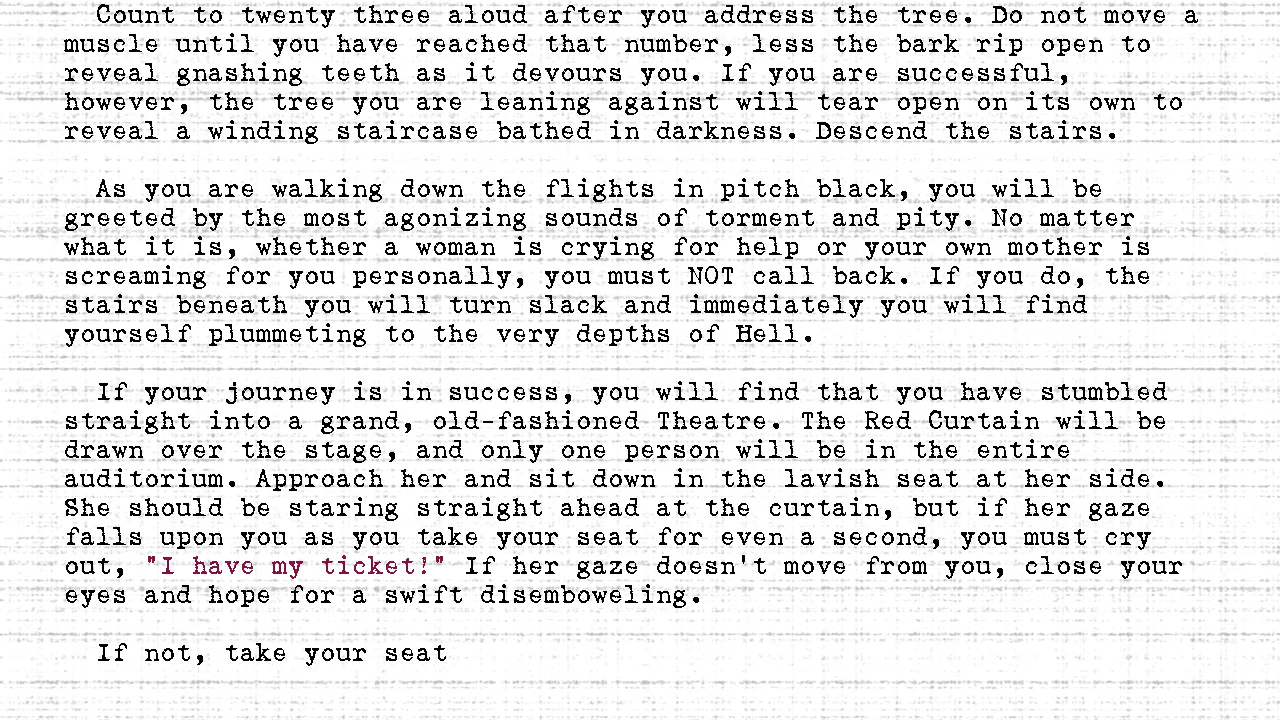 Count to twenty three aloud after you address the tree. Do not move a
muscle until you have reached that number, less the bark rip open to
reveal gnashing teeth as it devours you. If you are successful,
however, the tree you are leaning against will tear open on its own to
reveal a winding staircase bathed in darkness. Descend the stairs.
As you are walking down the flights in pitch black, you will be
greeted by the most agonizing sounds of torment and pity. No matter
what it is, whether a woman is crying for help or your own mother is
screaming for you personally, you must NOT call back. If you do, the
stairs beneath you will turn slack and immediately you will find
yourself plummeting to the very depths of Hell.
If your journey is in success, you will find that you have stumbled
straight into a grand, old-fashioned Theatre. The Red Curtain will be
drawn over the stage, and only one person will be in the entire
auditorium. Approach her and sit down in the lavish seat at her side.
She should be staring straight ahead at the curtain, but if her gaze
falls upon you as you take your seat for even a second, you must cry
out, "I have my ticket!" If her gaze doesn't move from you, close your
eyes and hope for a swift disemboweling.
If not, take your seat